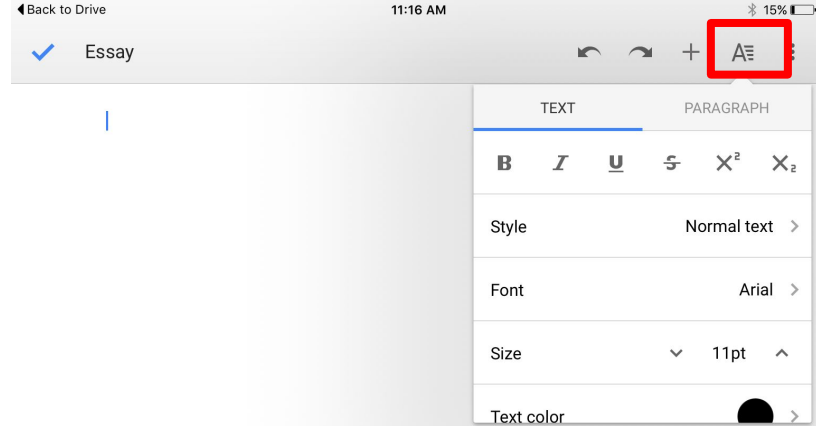 Back to Drive 11:16 AM 15%
Essay A
TEXT PARAGRAPH
B I U S X² X₂
Style Normal text
Font Arial
Size 11pt
Text color